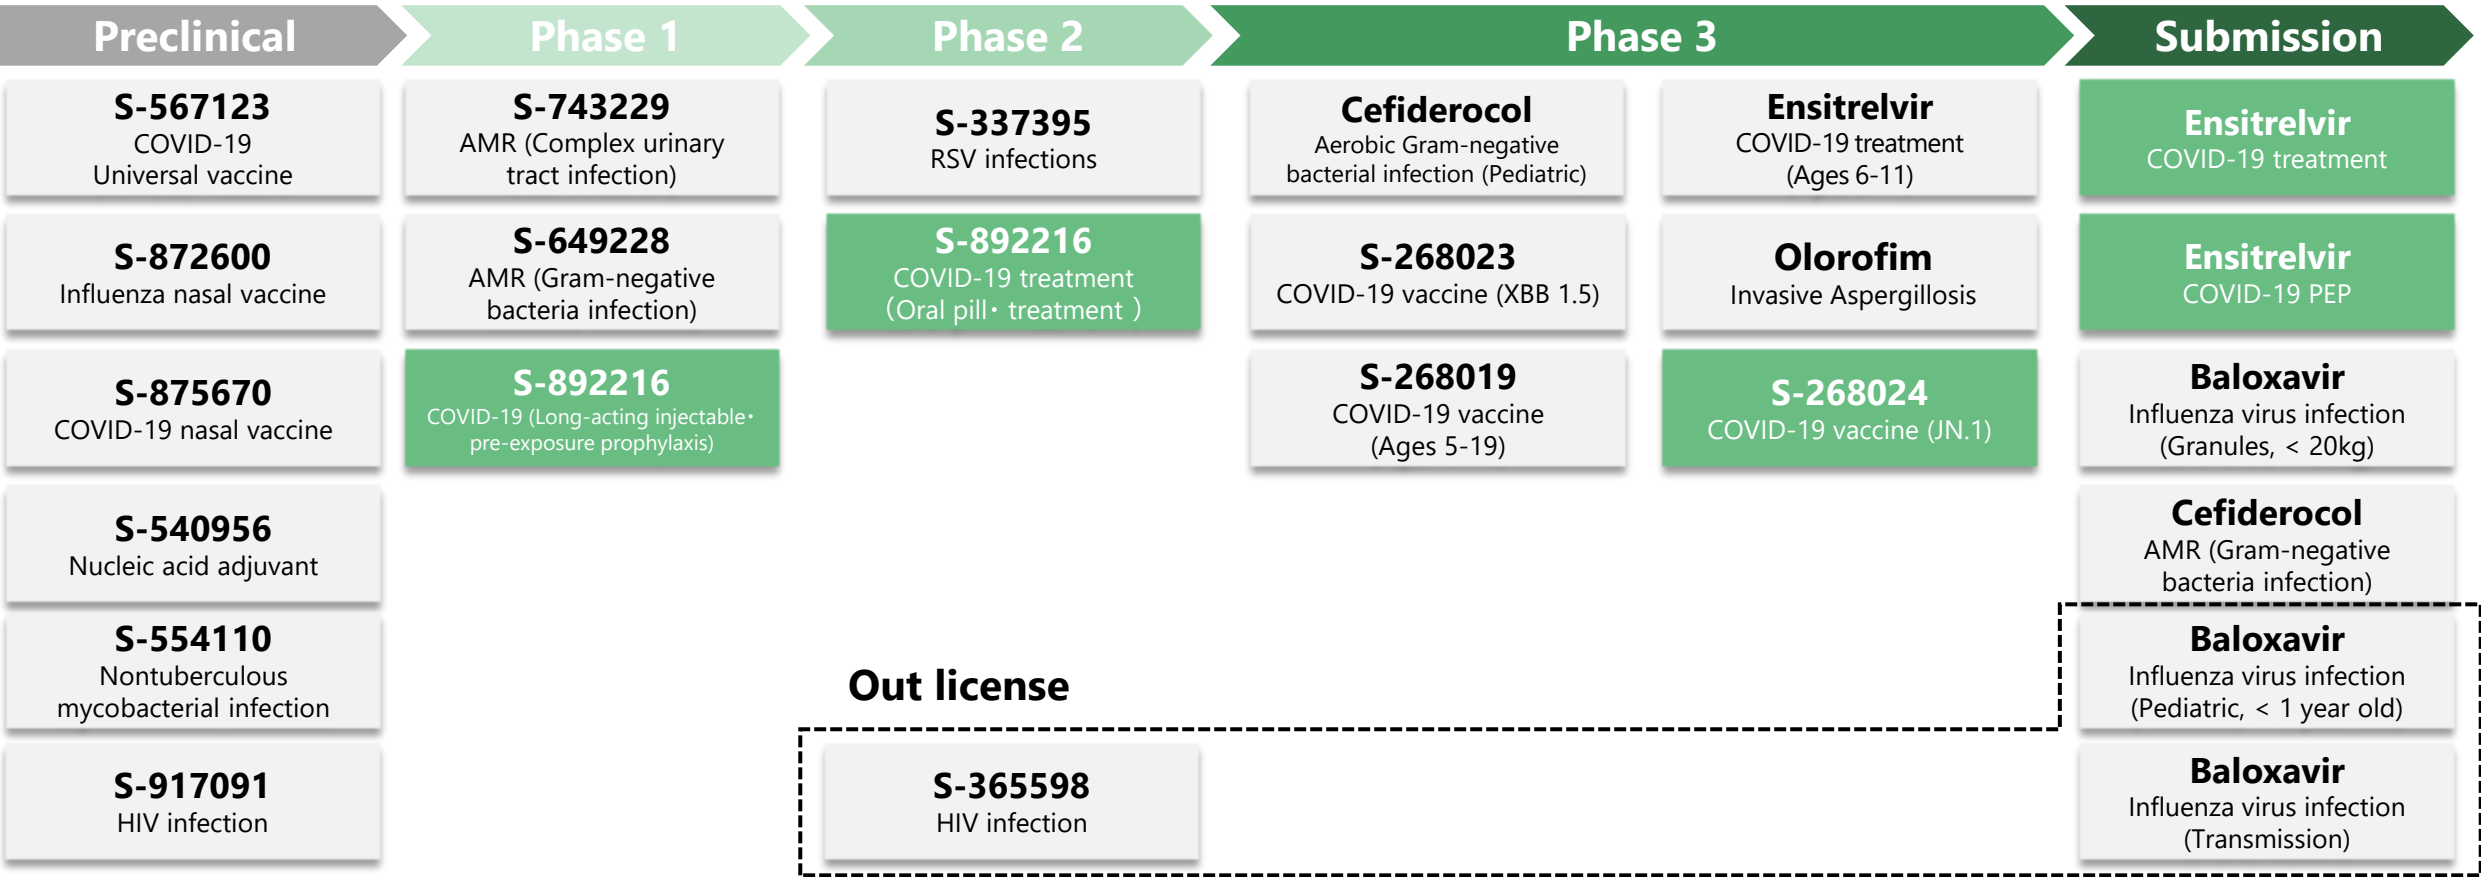 Preclinical
Phase 1
Phase 2
Phase 3
Submission
S-567123
COVID-19
Universal vaccine
S-872600
Influenza nasal vaccine
S-875670
COVID-19 nasal vaccine
S-540956
Nucleic acid adjuvant
S-554110
Nontuberculous
mycobacterial infection
S-917091
HIV infection
S-743229
AMR (Complex urinary
tract infection)
S-649228
AMR (Gram-negative
bacteria infection)
S-892216
COVID-19 (Long-acting injectable・
pre-exposure prophylaxis)
S-337395
RSV infections
S-892216
COVID-19 treatment
（Oral pill・ treatment ）
Cefiderocol
Aerobic Gram-negative
bacterial infection (Pediatric)
S-268023
COVID-19 vaccine (XBB 1.5)
S-268019
COVID-19 vaccine
(Ages 5-19)
Ensitrelvir
COVID-19 treatment
(Ages 6-11)
Olorofim
Invasive Aspergillosis
S-268024
COVID-19 vaccine (JN.1)
Ensitrelvir
COVID-19 treatment
Ensitrelvir
COVID-19 PEP
Baloxavir
Influenza virus infection
(Granules, < 20kg)
Cefiderocol
AMR (Gram-negative
bacteria infection)
Out license
S-365598
HIV infection
Baloxavir
Influenza virus infection
(Pediatric, < 1 year old)
Baloxavir
Influenza virus infection
(Transmission)